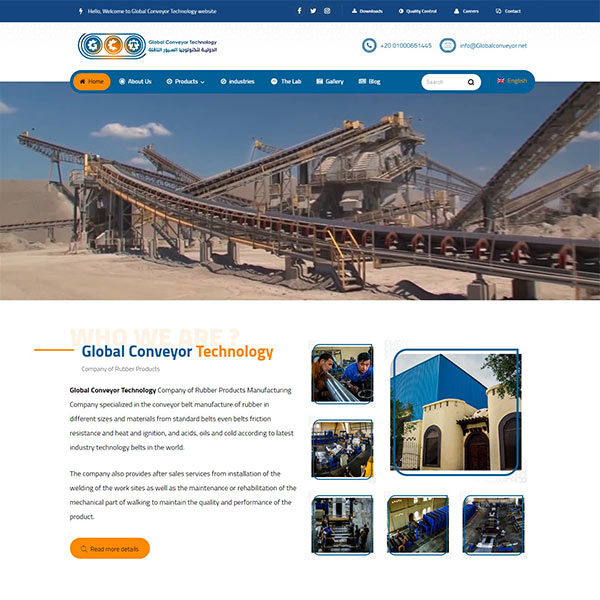 Hello, Welcome to Global Conveyor Technology website
Downloads Quality Control Careers Contact
GCT
Global Conveyor Technology
الدولية لتكنولوجيا السيور الناقلة
+20 01000661445 info@Globalconveyor.net
Home About Us Products industries The Lab Gallery Blog Search English
WHO WE ARE ?
Global Conveyor Technology
Company of Rubber Products
Global Conveyor Technology Company of Rubber Products Manufacturing
Company specialized in the conveyor belt manufacture of rubber in
different sizes and materials from standard belts even belts friction
resistance and heat and ignition, and acids, oils and cold according to latest
industry technology belts in the world.
The company also provides after sales services from installation of the
welding of the work sites as well as the maintenance or rehabilitation of the
mechanical part of walking to maintain the quality and performance of the
product.
Read more details